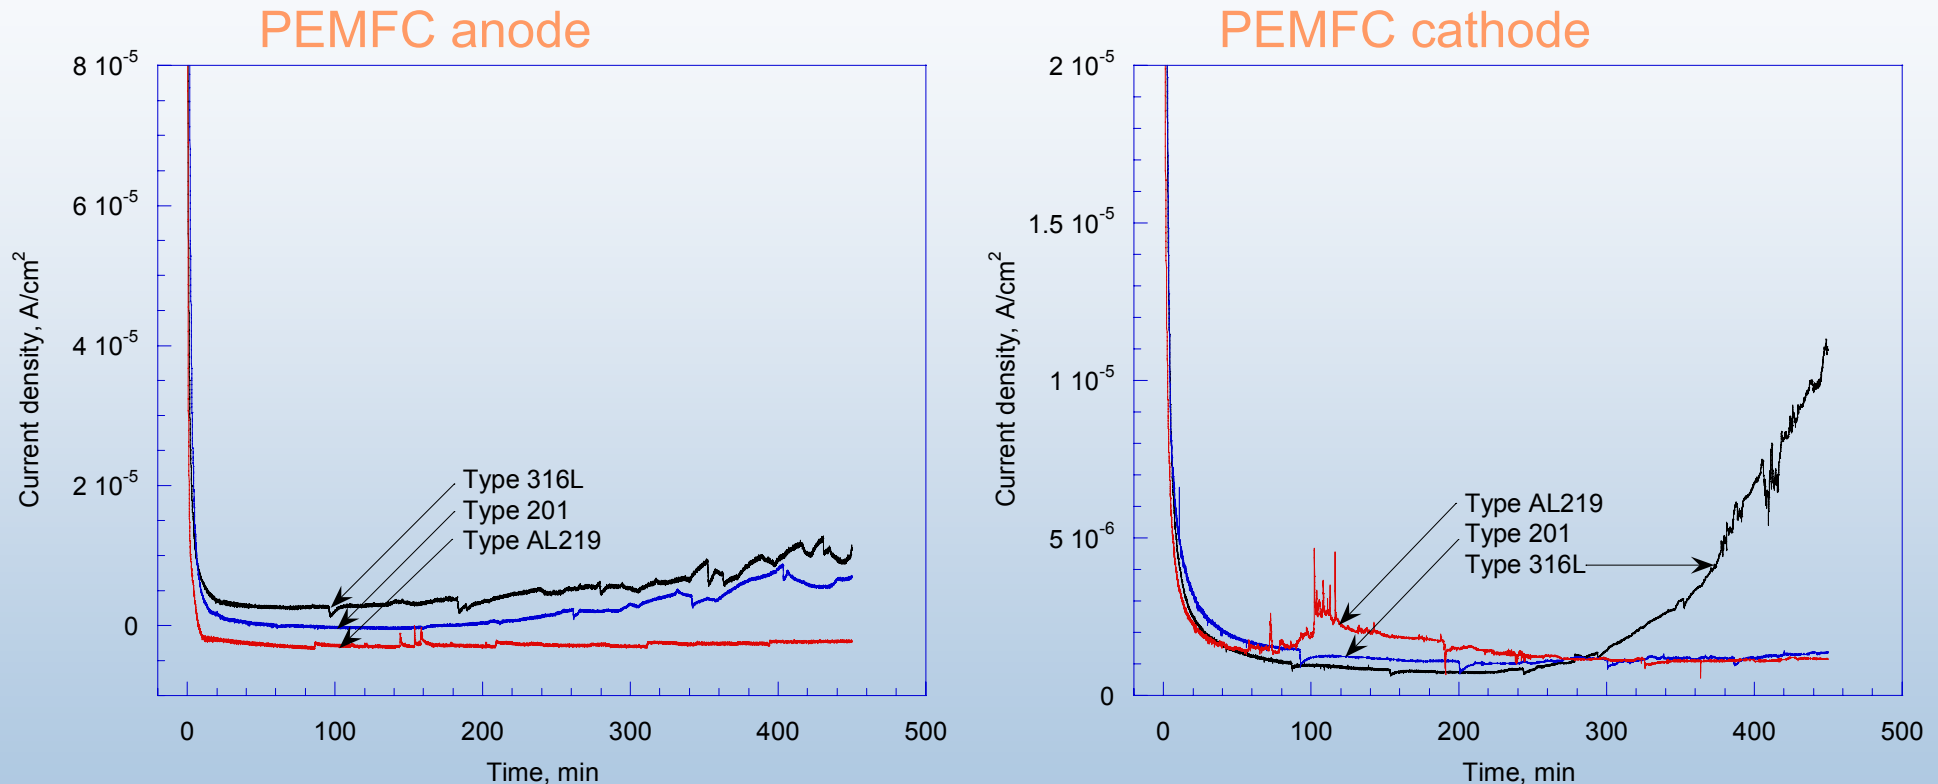 PEMFC anode
8 10-5
6 10-5
4 10-5
2 10-5
0
Current density, A/cm2
Type 316L
Type 201
Type AL219
0 100 200 300 400 500
Time, min
PEMFC cathode
2 10-5
1.5 10-5
1 10-5
5 10-6
0
Current density, A/cm2
Type AL219
Type 201
Type 316L
0 100 200 300 400 500
Time, min